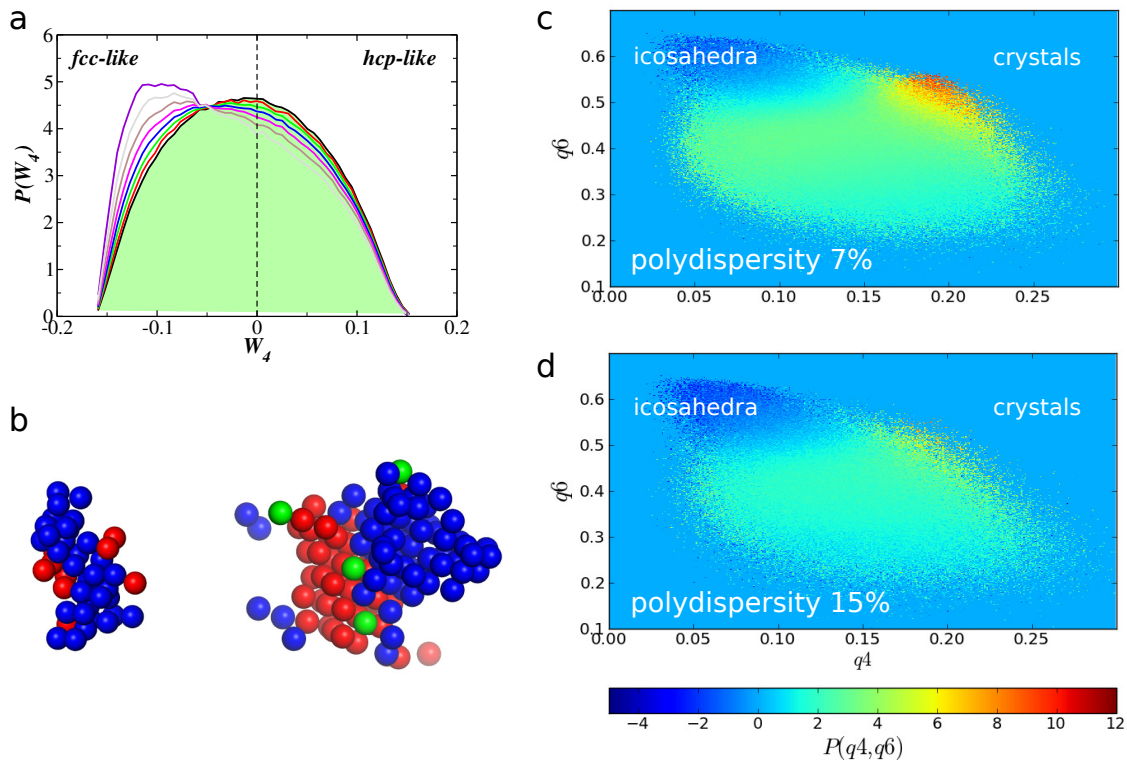 a
fcc-like
hcp-like
P(W4)
6
5
4
3
2
1
0
-0.2
-0.1
0
0.1
0.2
W4
b
c
icosahedra
crystals
polydispersity 7%
q6
0.6
0.5
0.4
0.3
0.2
0.1
0.00
0.05
0.10
0.15
0.20
0.25
d
icosahedra
crystals
polydispersity 15%
q6
0.6
0.5
0.4
0.3
0.2
0.1
0.00
0.05
0.10
0.15
0.20
0.25
q4
−4
−2
0
2
4
6
8
10
12
P(q4,q6)